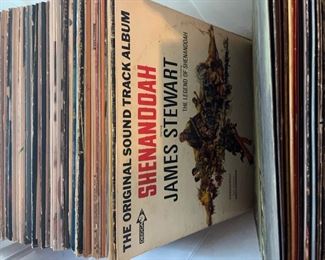 THE ORIGINAL SOUND TRACK ALBUM
SHENANDOAH
JAMES STEWART
THE LEGEND OF SHENANDOAH